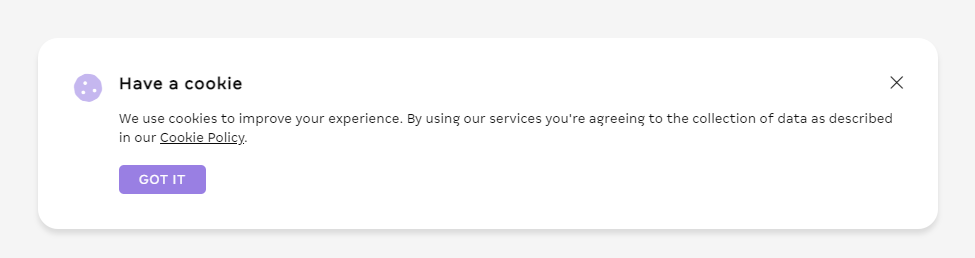 Have a cookie
We use cookies to improve your experience. By using our services you're agreeing to the collection of data as described
in our Cookie Policy.
GOT IT